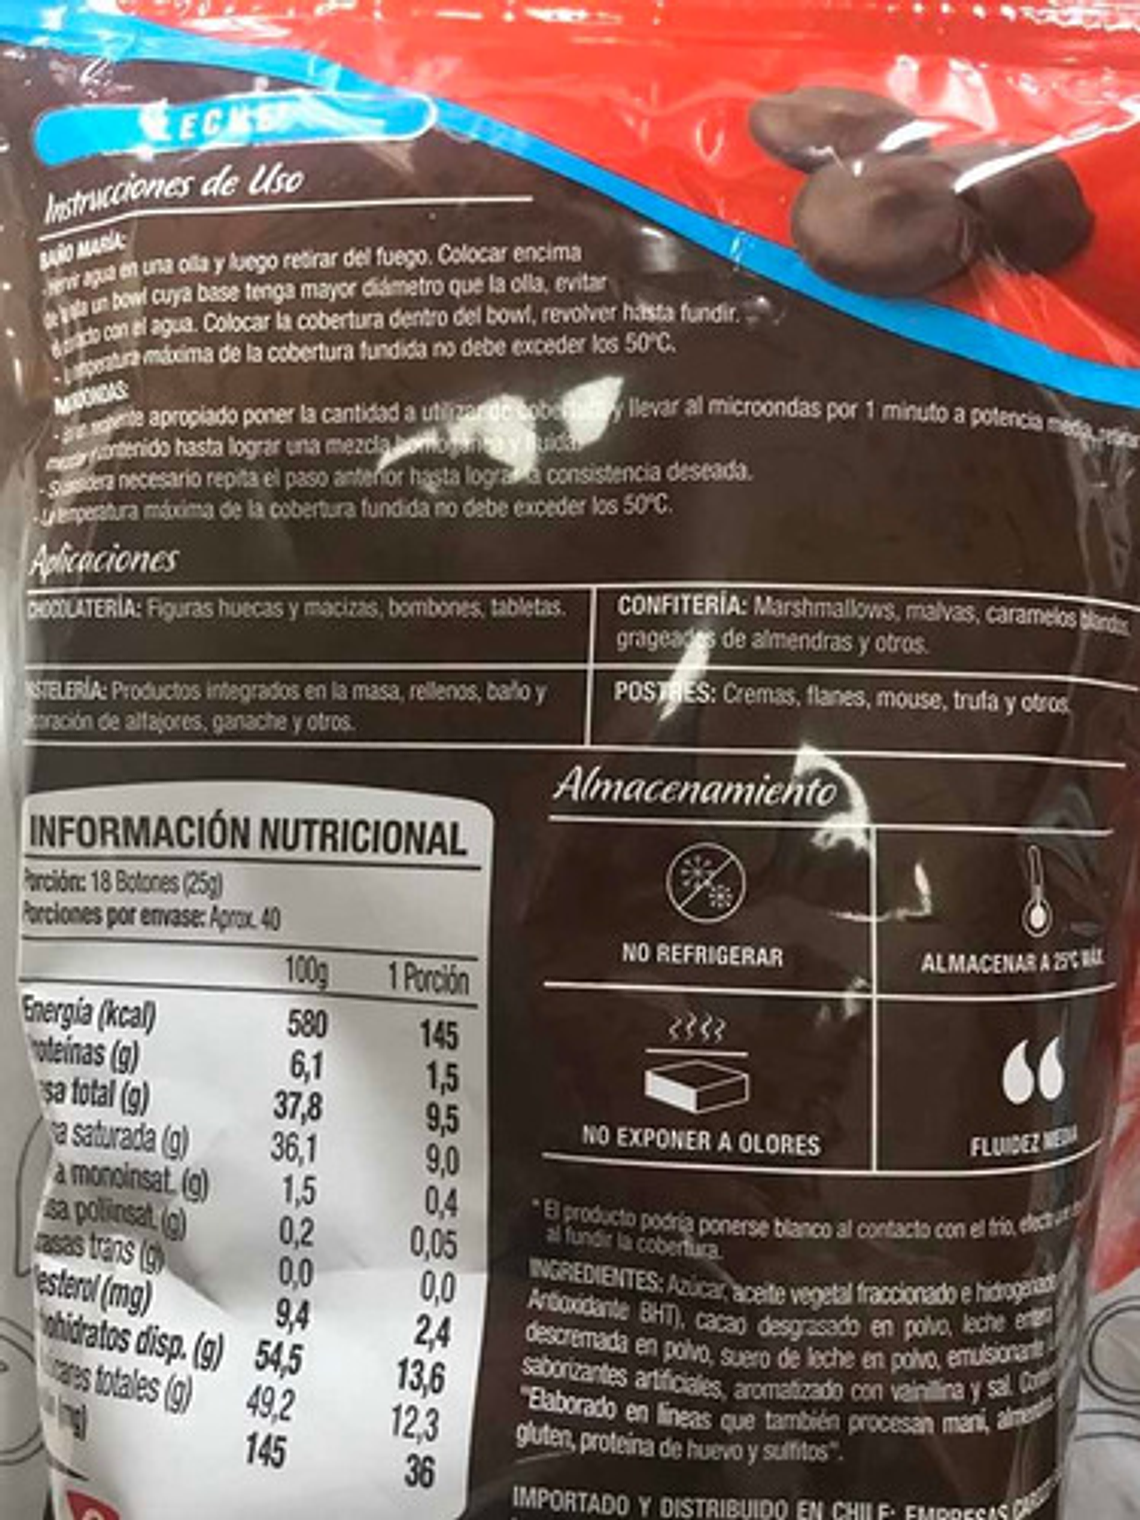 LECHE
Instrucciones de Uso
BAÑO MARÍA:
agua en una olla y luego retirar del fuego. Colocar encima
un bowl cuya base tenga mayor diámetro que la olla, evitar
con el agua. Colocar la cobertura dentro del bowl, revolver hasta fundir.
máxima de la cobertura fundida no debe exceder los 50°C.
apropiado poner la cantidad a utilizar de cobertura y llevar al microondas por 1 minuto a potencia media,
contenido hasta lograr una mezcla homogénea y fluida.
necesario repita el paso anterior hasta lograr la consistencia deseada.
- La temperatura máxima de la cobertura fundida no debe exceder los 50°C.
Aplicaciones
CHOCOLATERÍA: Figuras huecas y macizas, bombones, tabletas.
CONFITERÍA: Marshmallows, malvas, caramelos blandos,
grageados de almendras y otros.
Productos integrados en la masa, rellenos, baño y
de alfajores, ganache y otros.
POSTRES: Cremas, flanes, mouse, trufa y otros.
Almacenamiento
NO REFRIGERAR
ALMACENAR A 25°C MÁX.
NO EXPONER A OLORES
FLUIDEZ MEDIA
INFORMACIÓN NUTRICIONAL
Porción: 18 Botones (25g)
Porciones por envase: Aprox. 40
100g 1 Porción
Energía (kcal) 580 145
(g) 6,1 1,5
total (g) 37,8 9,5
saturada (g) 36,1 9,0
monoinsat. (g) 1,5 0,4
poliinsat. (g) 0,2 0,05
trans (g) 0,0 0,0
(mg) 9,4 2,4
disp. (g) 54,5 13,6
totales (g) 49,2 12,3
145 36
* El producto podría ponerse blanco al contacto con el frío,
al fundir la cobertura.
INGREDIENTES: Azúcar, aceite vegetal fraccionado e hidrogenado
Antioxidante BHT), cacao desgrasado en polvo, leche entera
descremada en polvo, suero de leche en polvo, emulsionante
saborizantes artificiales, aromatizado con vainillina y sal.
"Elaborado en líneas que también procesan maní,
gluten, proteína de huevo y sulfitos".
IMPORTADO Y DISTRIBUIDO EN CHILE: EMPRESAS